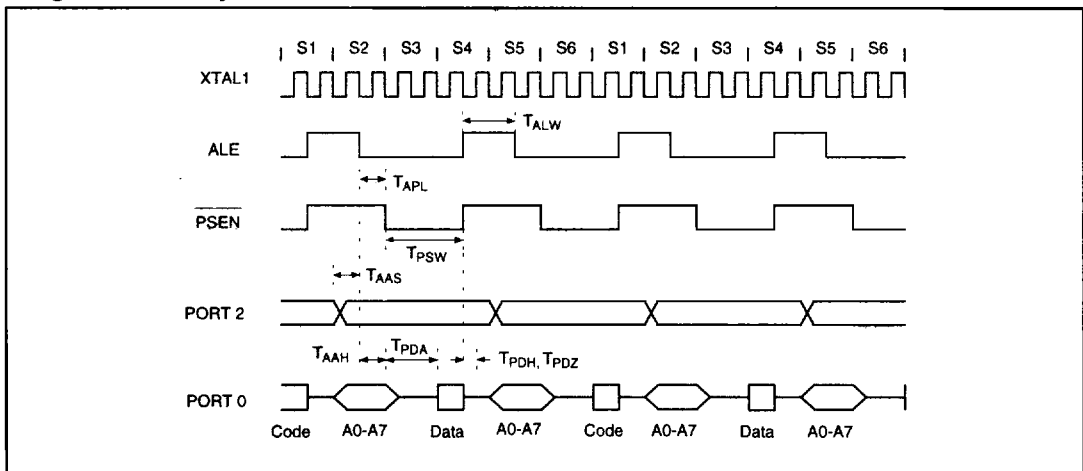 S1 S2 S3 S4 S5 S6 S1 S2 S3 S4 S5 S6
XTAL1
TALW
ALE
TAPL
PSEN
TPSW
TAAS
PORT 2
TAAH TPDA TPDH, TPDZ
PORT 0
Code A0-A7 Data A0-A7 Code A0-A7 Data A0-A7